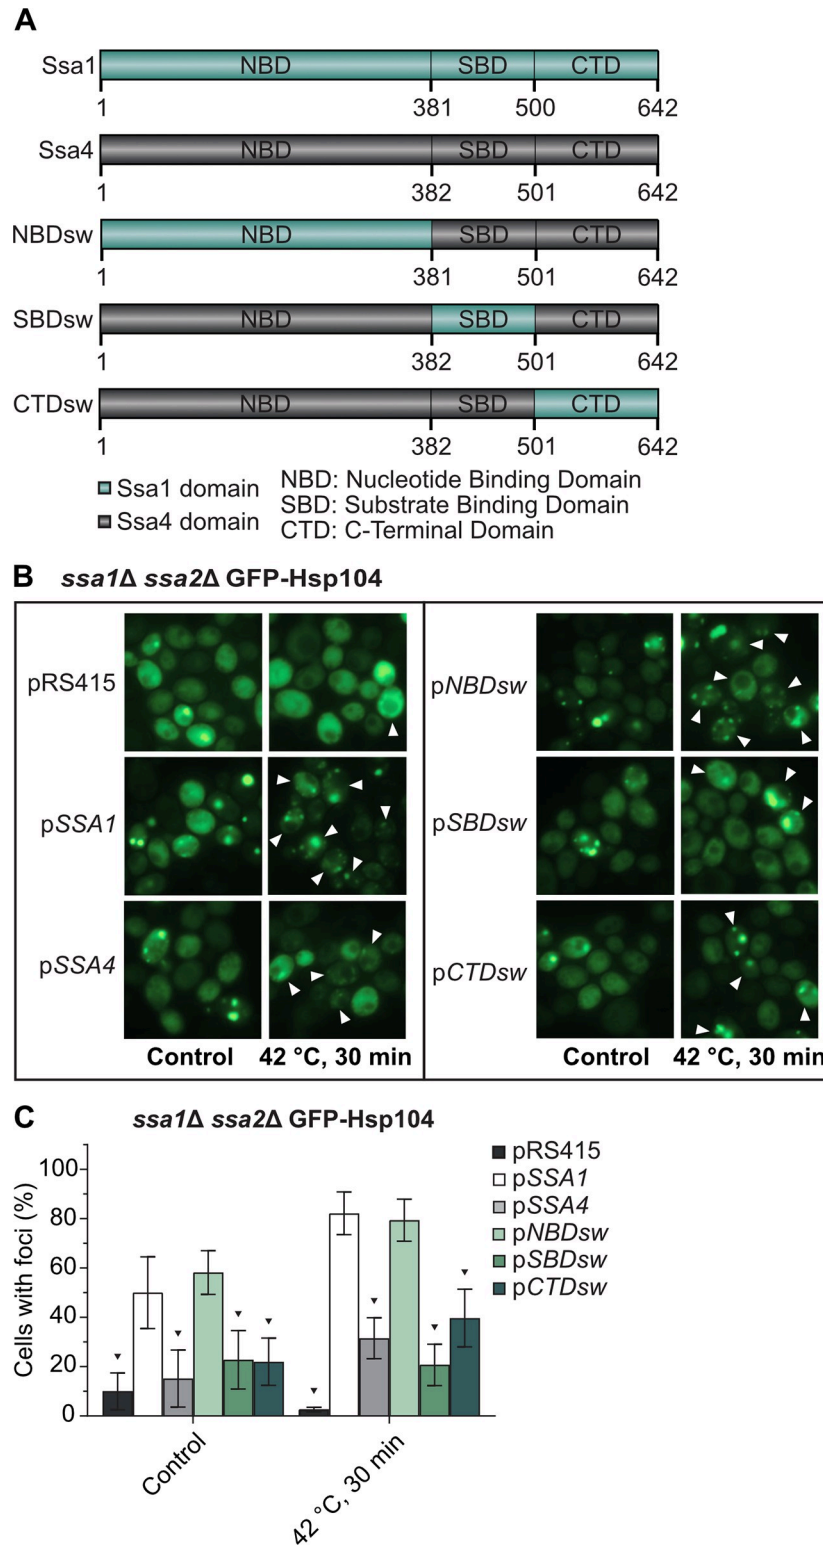 A
Ssa1 NBD SBD CTD
1 381 500 642
Ssa4 NBD SBD CTD
1 382 501 642
NBDsw NBD SBD CTD
1 381 501 642
SBDsw NBD SBD CTD
1 382 501 642
CTDsw NBD SBD CTD
1 382 501 642
Ssa1 domain
Ssa4 domain
NBD: Nucleotide Binding Domain
SBD: Substrate Binding Domain
CTD: C-Terminal Domain
B ssa1Δ ssa2Δ GFP-Hsp104
pRS415
pSSA1
pSSA4
Control 42 °C, 30 min
pNBDsw
pSBDsw
pCTDsw
Control 42 °C, 30 min
C ssa1Δ ssa2Δ GFP-Hsp104
Cells with foci (%)
100
80
60
40
20
0
Control
42 °C, 30 min
pRS415
pSSA1
pSSA4
pNBDsw
pSBDsw
pCTDsw